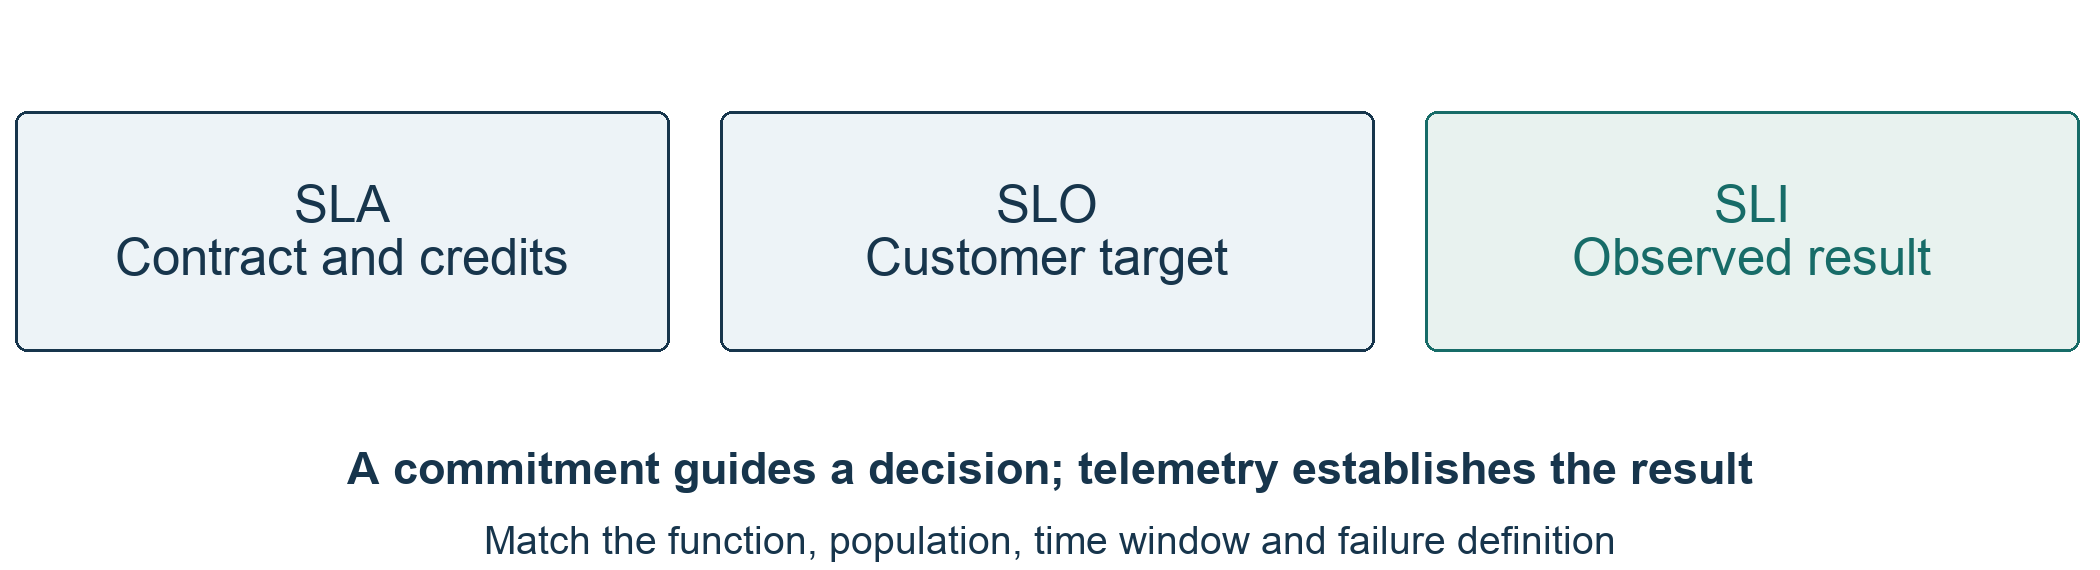 SLA
Contract and credits
SLO
Customer target
SLI
Observed result
A commitment guides a decision; telemetry establishes the result
Match the function, population, time window and failure definition